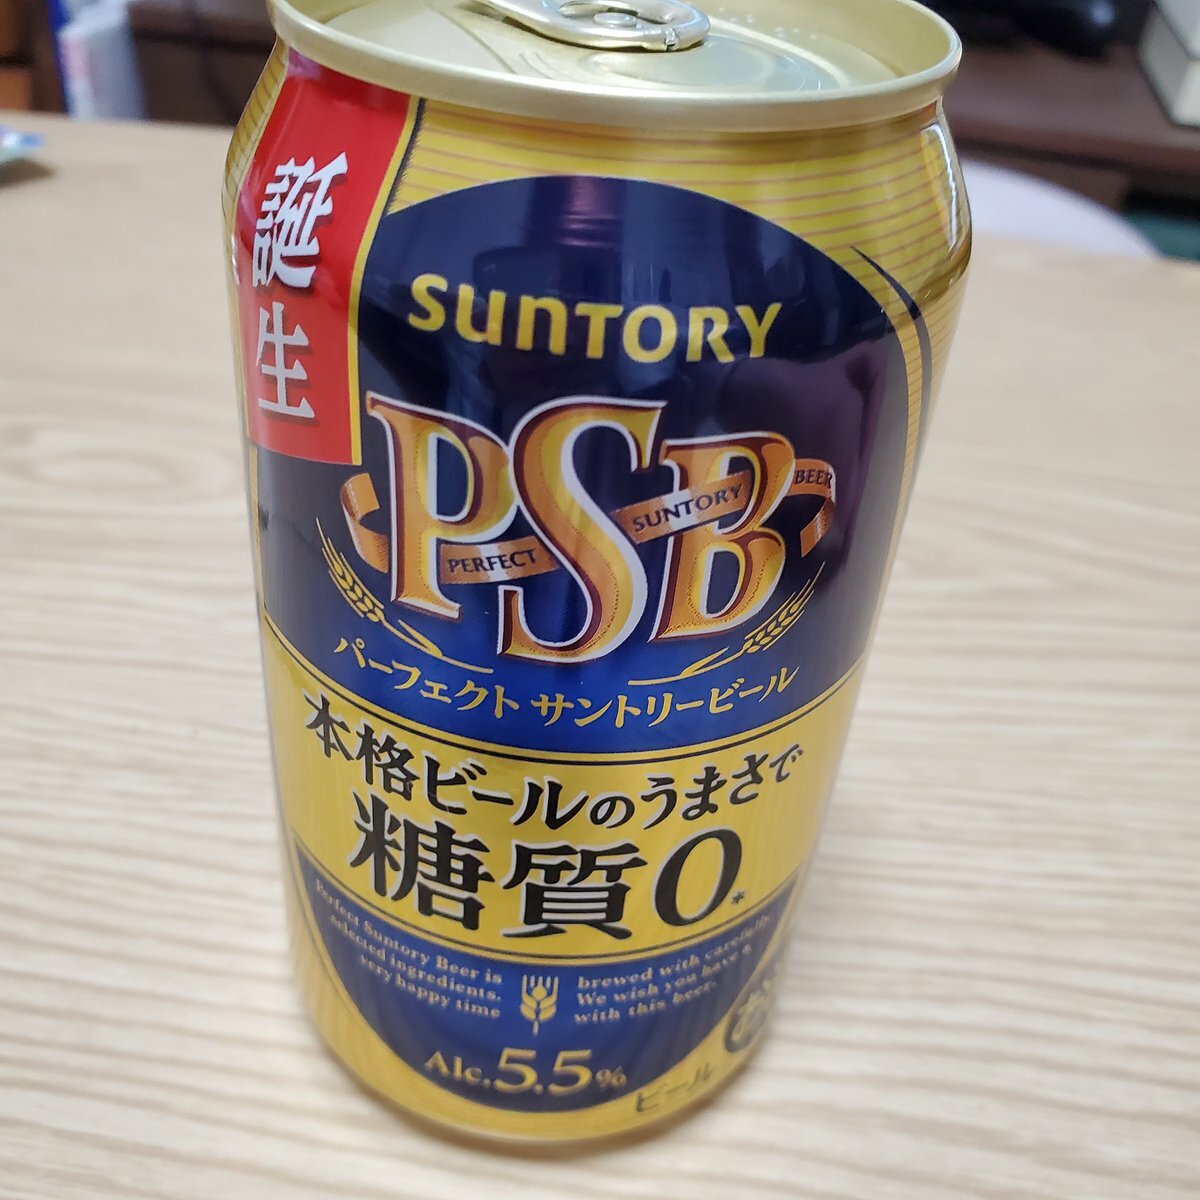 誕生
SUNTORY
PSB
PERFECT SUNTORY BEER
パーフェクト サントリービール
本格ビールのうまさで
糖質0*
Perfect Suntory Beer is brewed with carefully
selected ingredients. We wish you have a
very happy time with this beer.
Alc.5.5%
ビール